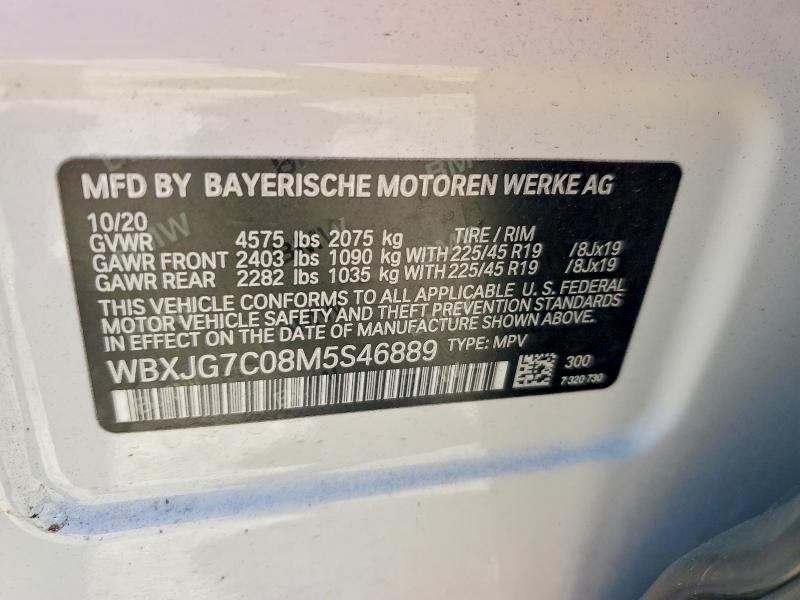 MFD BY BAYERISCHE MOTOREN WERKE AG
10/20 TIRE / RIM
GVWR 4575 lbs 2075 kg
GAWR FRONT 2403 lbs 1090 kg WITH 225/45 R19 /8Jx19
GAWR REAR 2282 lbs 1035 kg WITH 225/45 R19 /8Jx19
THIS VEHICLE CONFORMS TO ALL APPLICABLE U. S. FEDERAL
MOTOR VEHICLE SAFETY AND THEFT PREVENTION STANDARDS
IN EFFECT ON THE DATE OF MANUFACTURE SHOWN ABOVE.
WBXJG7C08M5S46889 TYPE: MPV
300
7 320 730